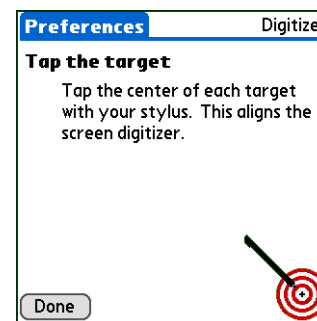 Preferences Digitize
Tap the target
Tap the center of each target
with your stylus. This aligns the
screen digitizer.
Done